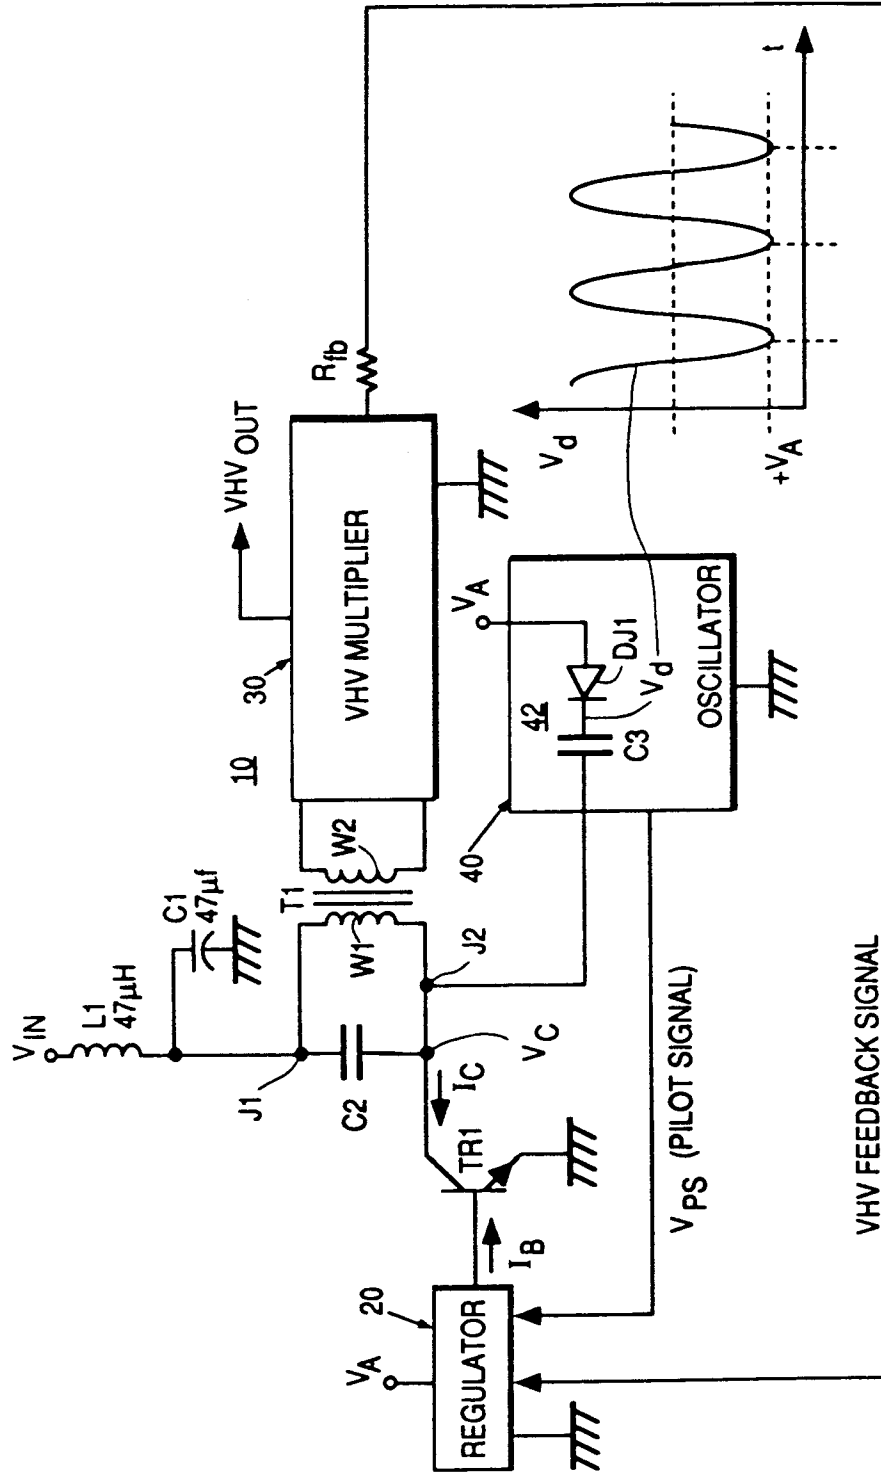 V_IN
L1
47µH
C1
47µf
J1
C2
T1
W1
W2
J2
V_C
I_C
TR1
I_B
V_A
20
REGULATOR
10
30
VHV MULTIPLIER
VHV_OUT
R_fb
40
42
C3
V_A
DJ1
V_d
OSCILLATOR
V_d
+V_A
t
V_PS (PILOT SIGNAL)
VHV FEEDBACK SIGNAL